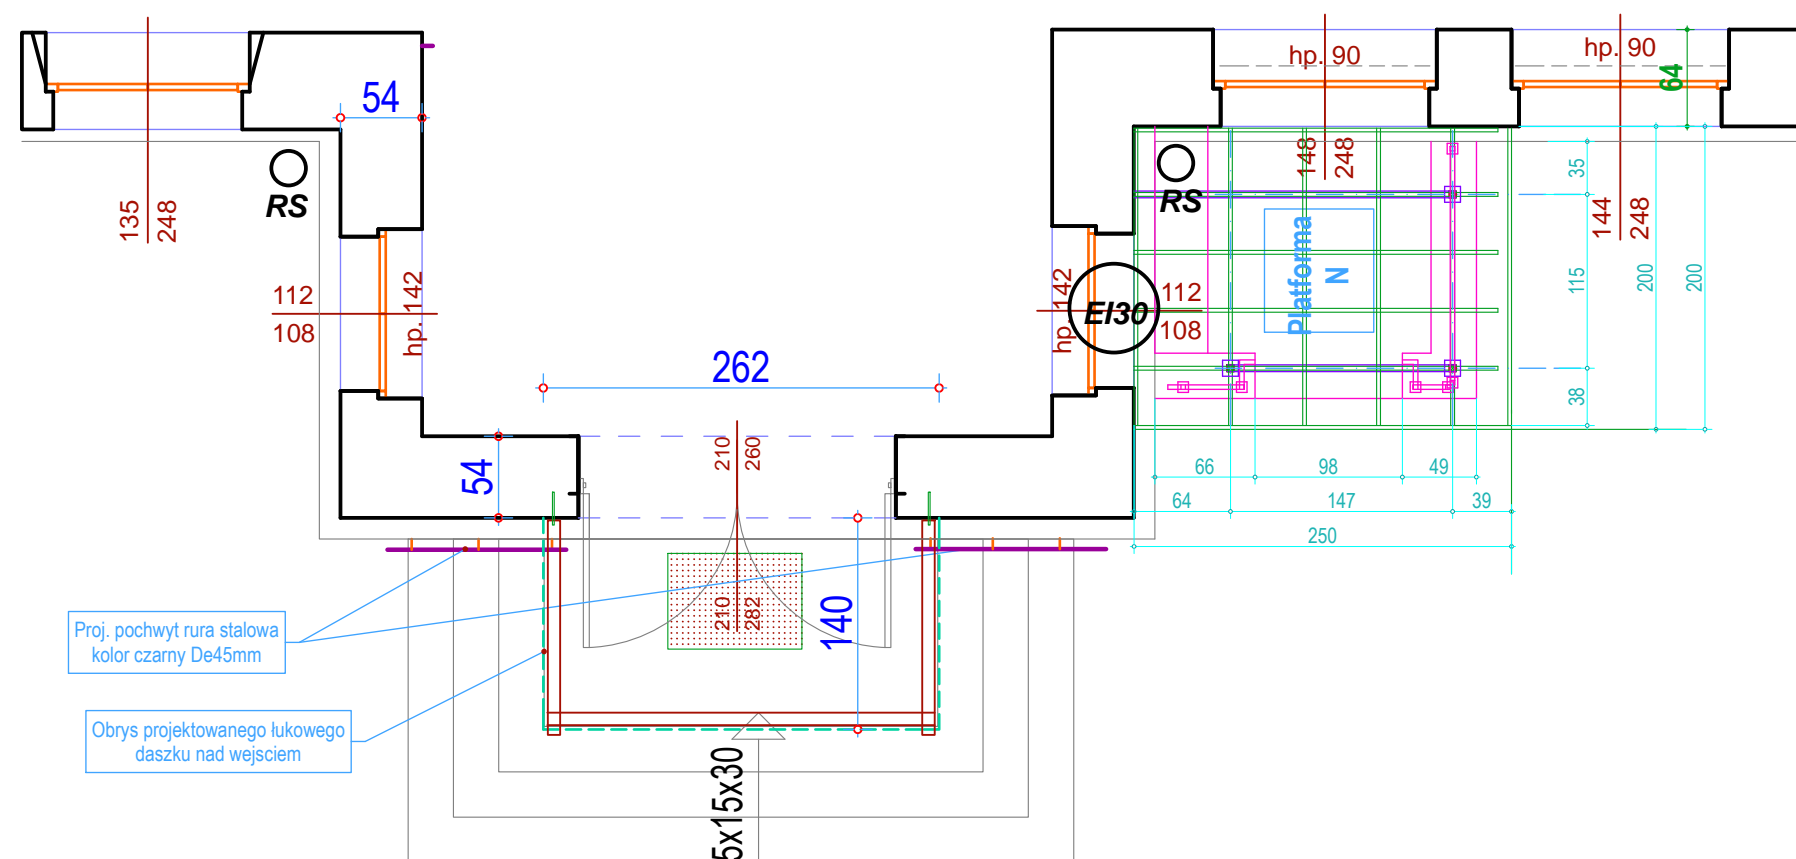 54
hp. 90
hp. 90
64
RS
135
248
148
248
RS
144
248
35
115
38
200
200
Platforma
N
112
108
hp. 142
hp. 142
EI30
112
108
262
210
260
54
66
98
49
64
147
39
250
210
282
140
Proj. pochwyt rura stalowa
kolor czarny De45mm
Obrys projektowanego łukowego
daszku nad wejsciem
5x15x30